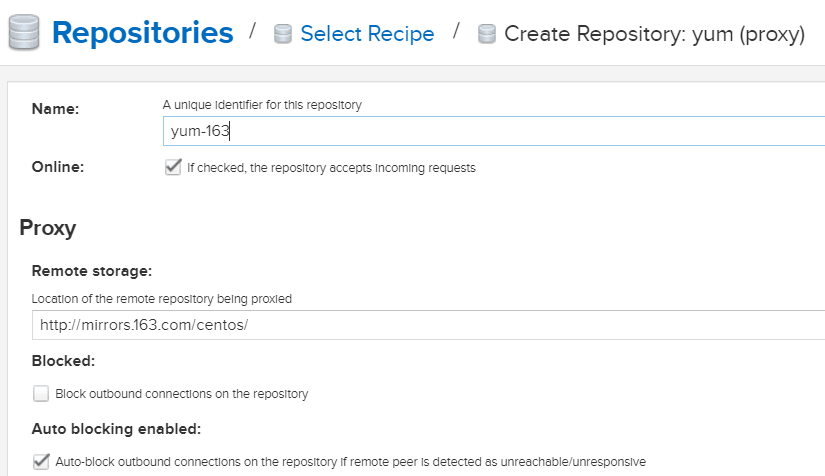 Repositories / Select Recipe / Create Repository: yum (proxy)
Name: A unique identifier for this repository
yum-163
Online: If checked, the repository accepts incoming requests
Proxy
Remote storage:
Location of the remote repository being proxied
http://mirrors.163.com/centos/
Blocked:
Block outbound connections on the repository
Auto blocking enabled:
Auto-block outbound connections on the repository if remote peer is detected as unreachable/unresponsive